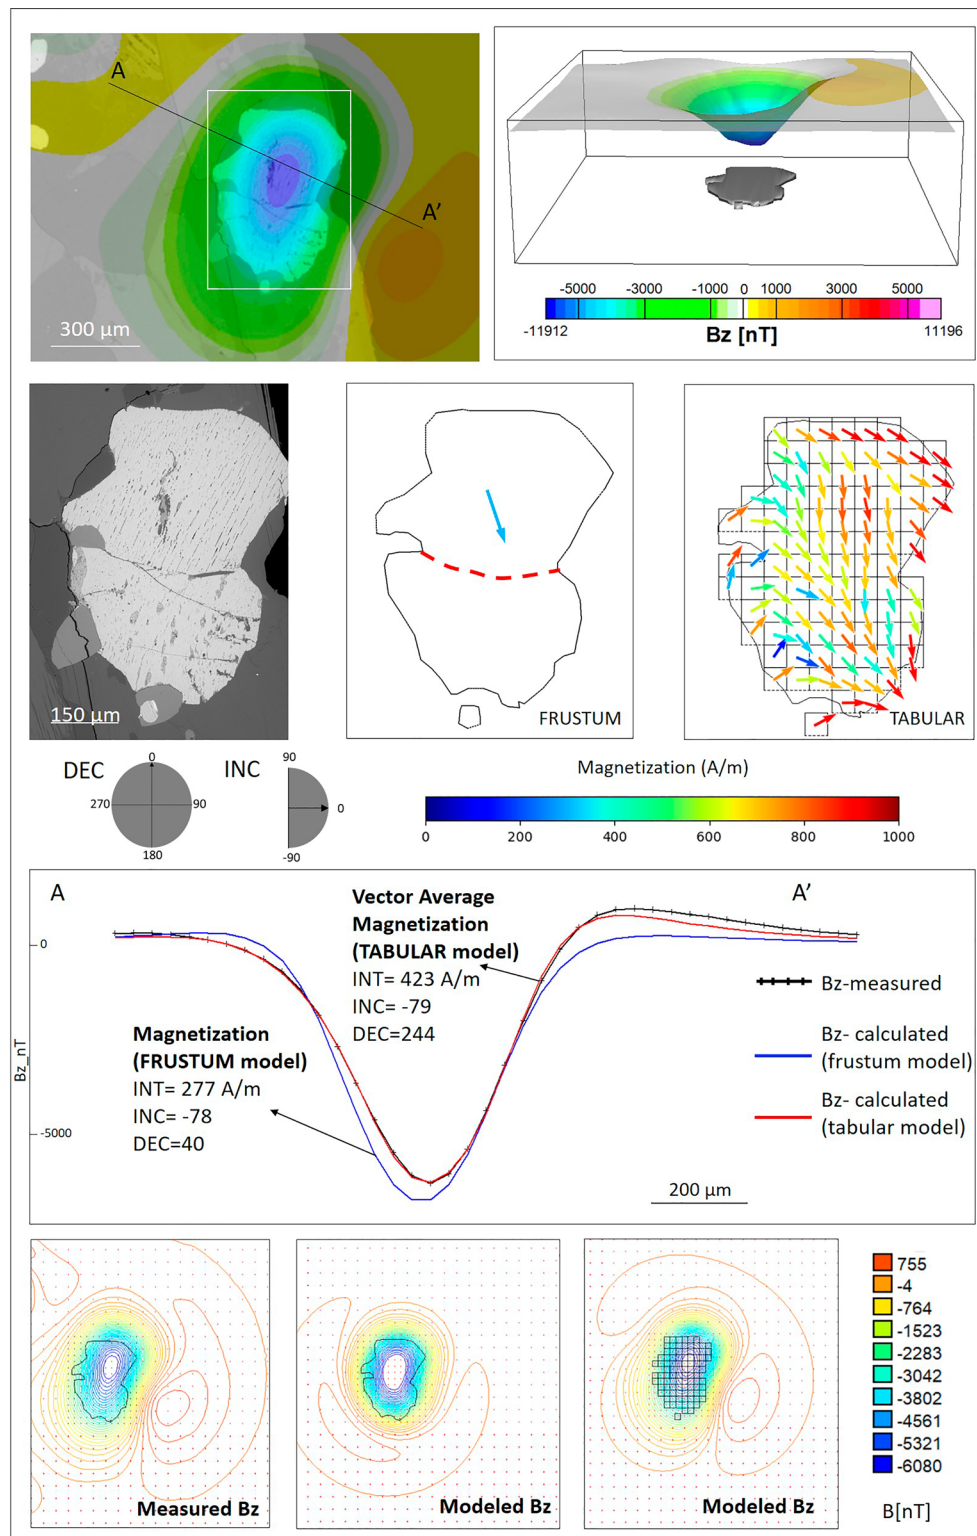 A
A’
300 µm
-5000 -3000 -1000 0 1000 3000 5000
-11912 Bz [nT] 11196
150 µm
FRUSTUM
TABULAR
DEC
0
270
90
180
INC
90
0
-90
Magnetization (A/m)
0 200 400 600 800 1000
A
A’
Vector Average
Magnetization
(TABULAR model)
INT= 423 A/m
INC= -79
DEC= 244
Magnetization
(FRUSTUM model)
INT= 277 A/m
INC= -78
DEC=40
0
-5000
Bz_nT
Bz-measured
Bz- calculated
(frustum model)
Bz- calculated
(tabular model)
200 µm
Measured Bz
Modeled Bz
Modeled Bz
755
-4
-764
-1523
-2283
-3042
-3802
-4561
-5321
-6080
B[nT]